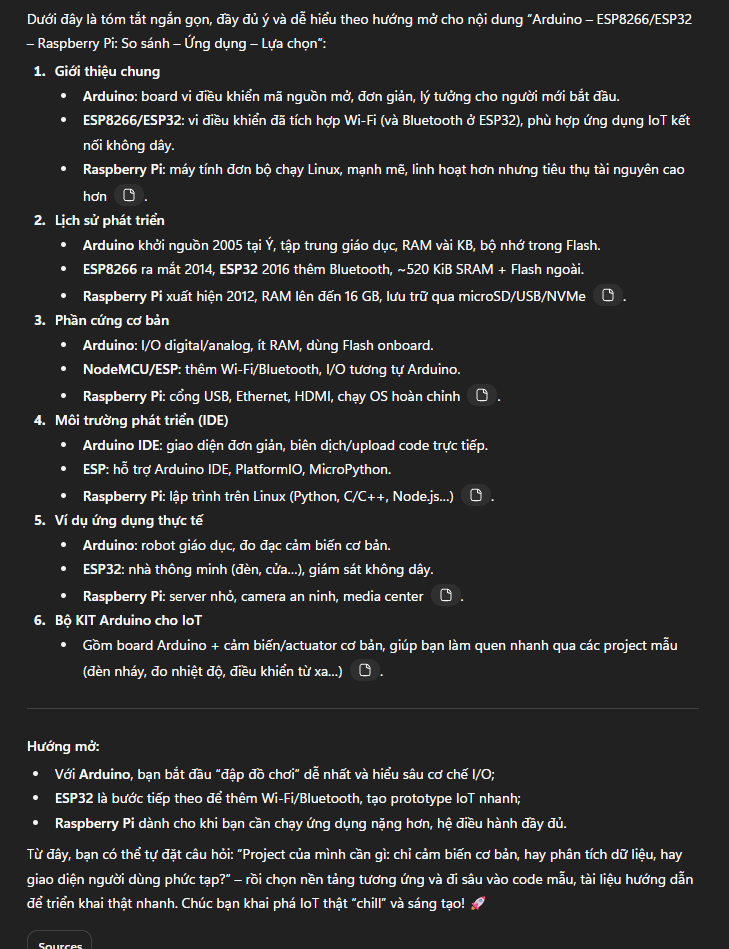 Dưới đây là tóm tắt ngắn gọn, đầy đủ ý và dễ hiểu theo hướng mở cho nội dung “Arduino – ESP8266/ESP32
– Raspberry Pi: So sánh – Ứng dụng – Lựa chọn”:
1. Giới thiệu chung
• Arduino: board vi điều khiển mã nguồn mở, đơn giản, lý tưởng cho người mới bắt đầu.
• ESP8266/ESP32: vi điều khiển đã tích hợp Wi-Fi (và Bluetooth ở ESP32), phù hợp ứng dụng IoT kết
nối không dây.
• Raspberry Pi: máy tính đơn bộ chạy Linux, mạnh mẽ, linh hoạt hơn nhưng tiêu thụ tài nguyên cao
hơn .
2. Lịch sử phát triển
• Arduino khởi nguồn 2005 tại Ý, tập trung giáo dục, RAM vài KB, bộ nhớ trong Flash.
• ESP8266 ra mắt 2014, ESP32 2016 thêm Bluetooth, ~520 KiB SRAM + Flash ngoài.
• Raspberry Pi xuất hiện 2012, RAM lên đến 16 GB, lưu trữ qua microSD/USB/NVMe .
3. Phần cứng cơ bản
• Arduino: I/O digital/analog, ít RAM, dùng Flash onboard.
• NodeMCU/ESP: thêm Wi-Fi/Bluetooth, I/O tương tự Arduino.
• Raspberry Pi: cổng USB, Ethernet, HDMI, chạy OS hoàn chỉnh .
4. Môi trường phát triển (IDE)
• Arduino IDE: giao diện đơn giản, biên dịch/upload code trực tiếp.
• ESP: hỗ trợ Arduino IDE, PlatformIO, MicroPython.
• Raspberry Pi: lập trình trên Linux (Python, C/C++, Node.js…) .
5. Ví dụ ứng dụng thực tế
• Arduino: robot giáo dục, đo đạc cảm biến cơ bản.
• ESP32: nhà thông minh (đèn, cửa…), giám sát không dây.
• Raspberry Pi: server nhỏ, camera an ninh, media center .
6. Bộ KIT Arduino cho IoT
• Gồm board Arduino + cảm biến/actuator cơ bản, giúp bạn làm quen nhanh qua các project mẫu
(đèn nháy, đo nhiệt độ, điều khiển từ xa…) .
Hướng mở:
• Với Arduino, bạn bắt đầu “đập đồ chơi” dễ nhất và hiểu sâu cơ chế I/O;
• ESP32 là bước tiếp theo để thêm Wi-Fi/Bluetooth, tạo prototype IoT nhanh;
• Raspberry Pi dành cho khi bạn cần chạy ứng dụng nặng hơn, hệ điều hành đầy đủ.
Từ đây, bạn có thể tự đặt câu hỏi: “Project của mình cần gì: chỉ cảm biến cơ bản, hay phân tích dữ liệu, hay
giao diện người dùng phức tạp?” – rồi chọn nền tảng tương ứng và đi sâu vào code mẫu, tài liệu hướng dẫn
để triển khai thật nhanh. Chúc bạn khai phá IoT thật “chill” và sáng tạo! 🚀
Sources